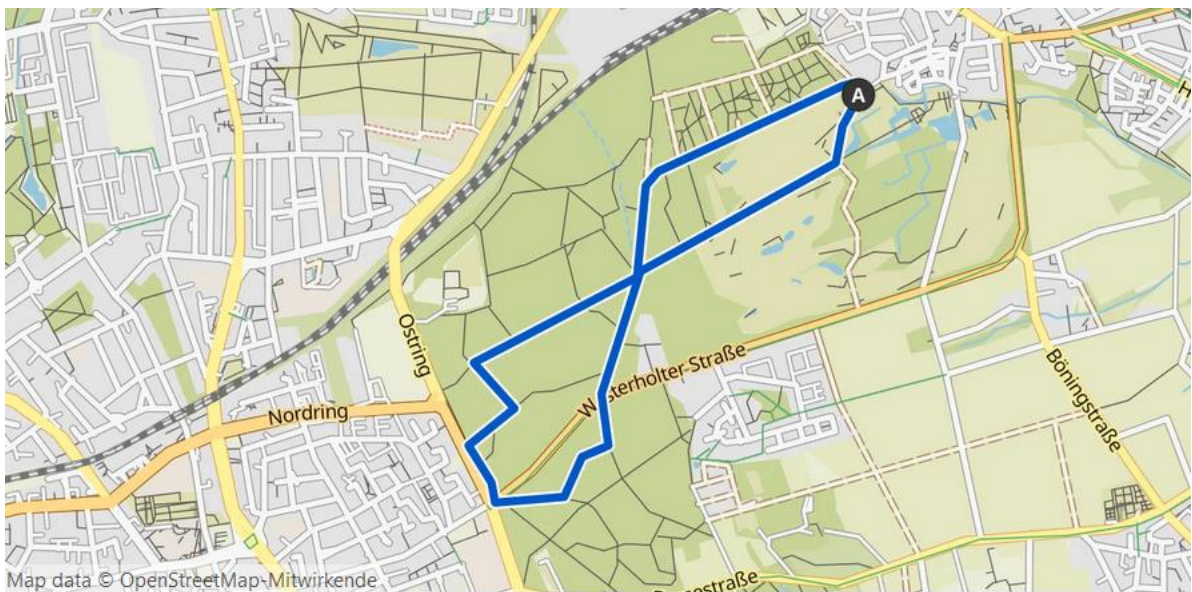 A
H
Ostring
Westerholter Straße
Nordring
Böningstraße
Map data © OpenStreetMap-Mitwirkende